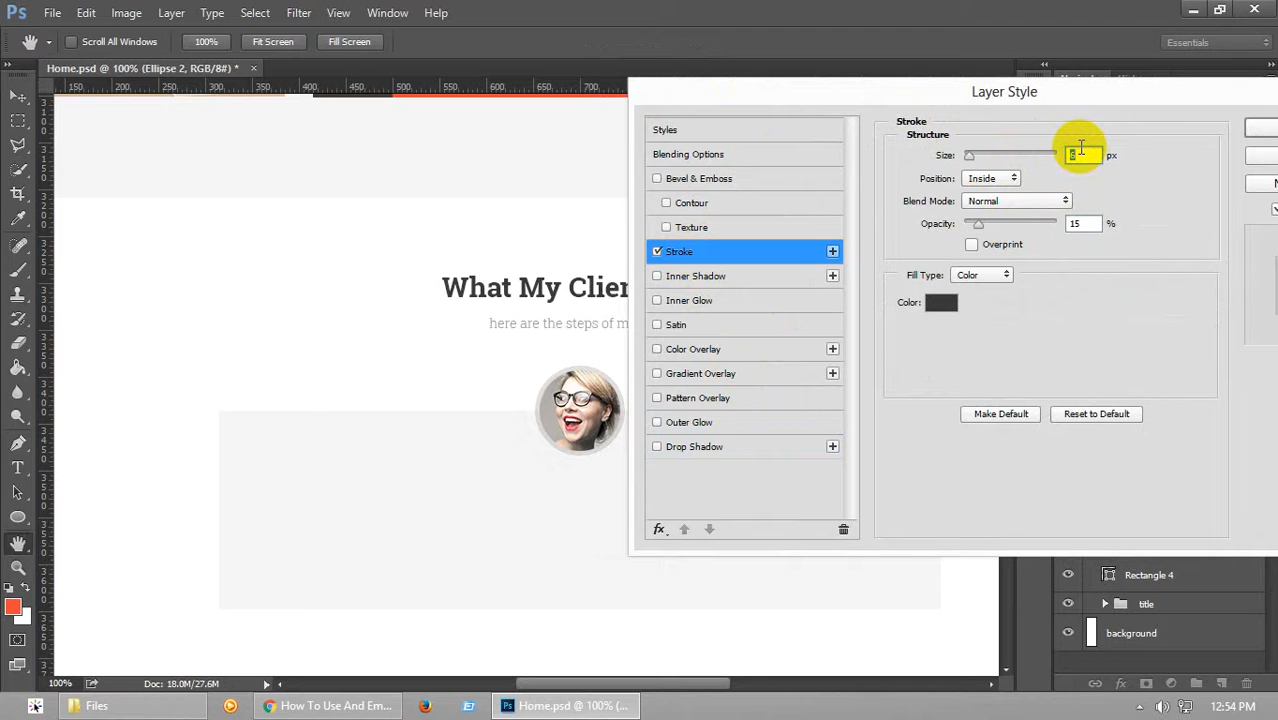 Ps File Edit Image Layer Type Select Filter View Window Help
Scroll All Windows 100% Fit Screen Fill Screen Essentials
Home.psd @ 100% (Ellipse 2, RGB/8#) * ×
150 200 250 300 350 400 450 500 550 600 650 700
Layer Style
Styles
Blending Options
Bevel & Emboss
Contour
Texture
Stroke
Inner Shadow
Inner Glow
Satin
Color Overlay
Gradient Overlay
Pattern Overlay
Outer Glow
Drop Shadow
fx
Stroke
Structure
Size: px
Position: Inside
Blend Mode: Normal
Opacity: 15 %
Overprint
Fill Type: Color
Color:
Make Default Reset to Default
What My Clien
here are the steps of m
Rectangle 4
title
background
100% Doc: 18.0M/27.6M
Files
How To Use And Em...
Home.psd @ 100% (...
12:54 PM